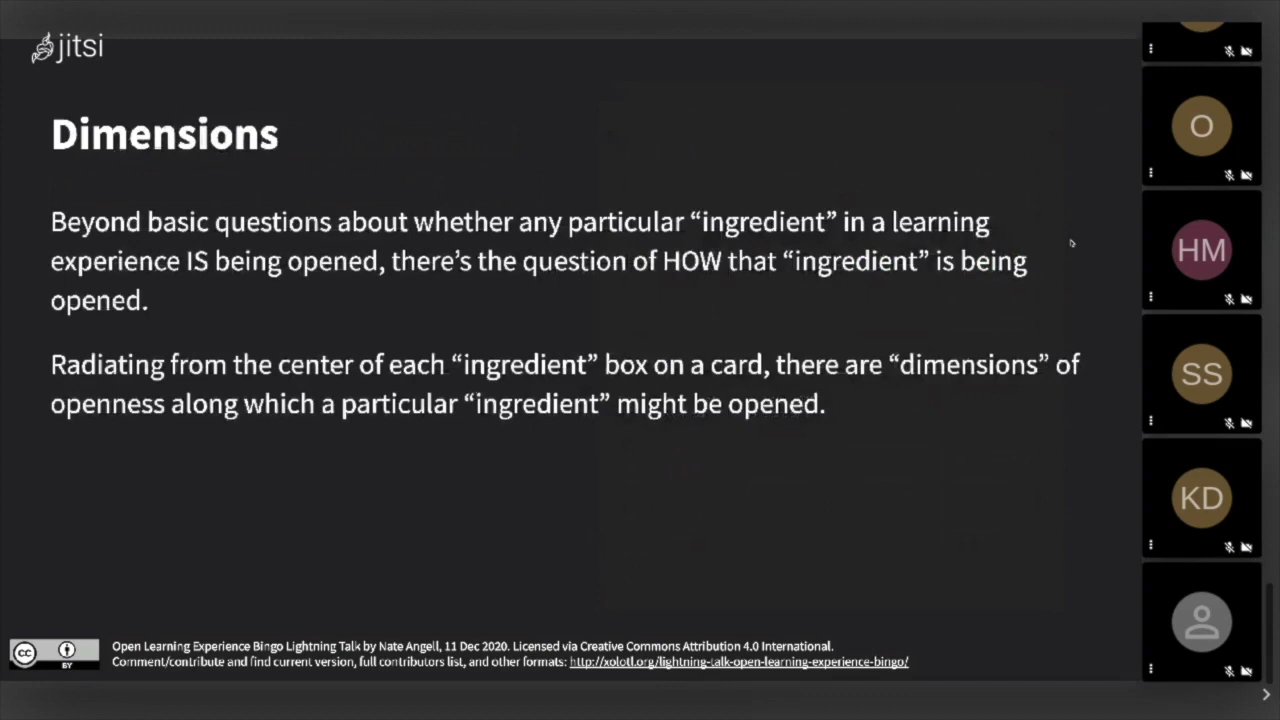 jitsi
Dimensions
Beyond basic questions about whether any particular “ingredient” in a learning
experience IS being opened, there’s the question of HOW that “ingredient” is being
opened.
Radiating from the center of each “ingredient” box on a card, there are “dimensions” of
openness along which a particular “ingredient” might be opened.
O
HM
SS
KD
cc
BY
Open Learning Experience Bingo Lightning Talk by Nate Angell, 11 Dec 2020. Licensed via Creative Commons Attribution 4.0 International.
Comment/contribute and find current version, full contributors list, and other formats: http://xolotl.org/lightning-talk-open-learning-experience-bingo/